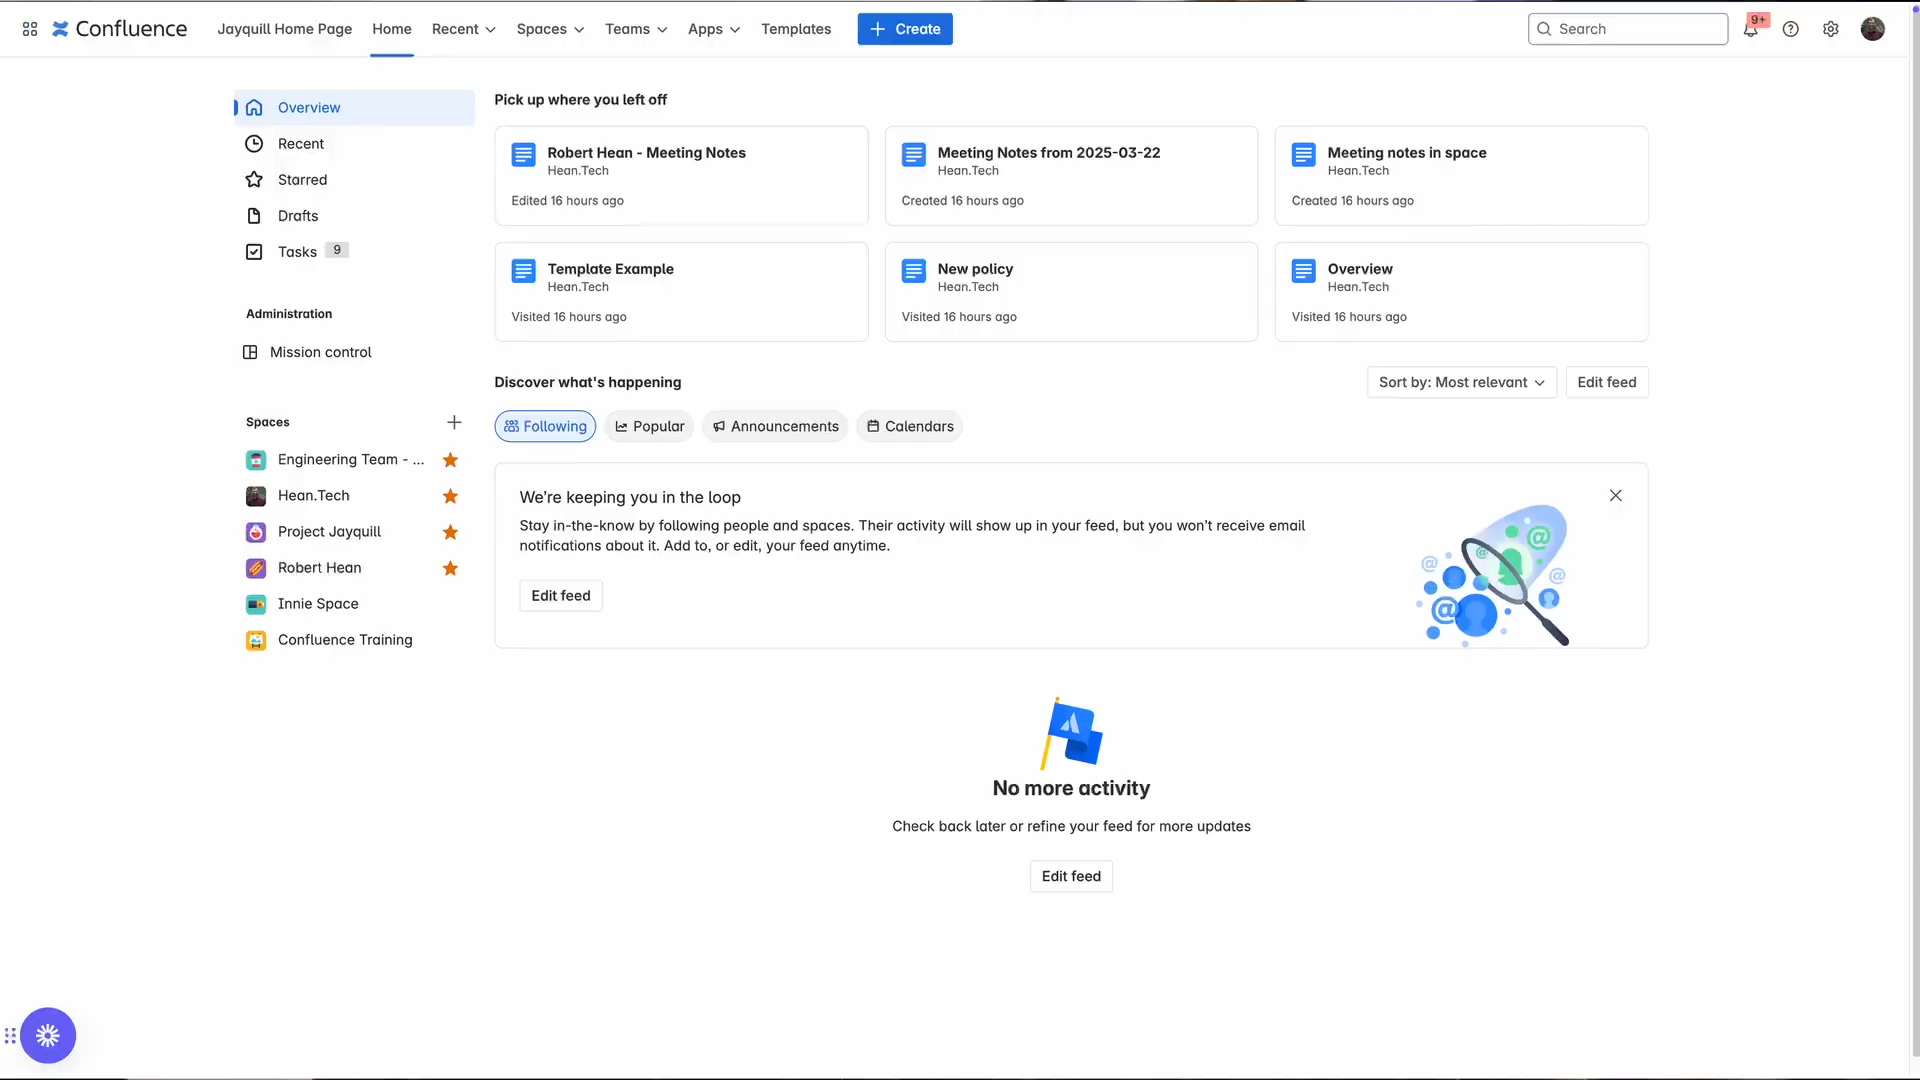 Confluence
Jayquill Home Page
Home
Recent
Spaces
Teams
Apps
Templates
Create
Search
9+
Overview
Recent
Starred
Drafts
Tasks 9
Administration
Mission control
Spaces
Engineering Team - ...
Hean.Tech
Project Jayquill
Robert Hean
Innie Space
Confluence Training
Pick up where you left off
Robert Hean - Meeting Notes
Hean.Tech
Edited 16 hours ago
Meeting Notes from 2025-03-22
Hean.Tech
Created 16 hours ago
Meeting notes in space
Hean.Tech
Created 16 hours ago
Template Example
Hean.Tech
Visited 16 hours ago
New policy
Hean.Tech
Visited 16 hours ago
Overview
Hean.Tech
Visited 16 hours ago
Discover what's happening
Sort by: Most relevant
Edit feed
Following
Popular
Announcements
Calendars
We’re keeping you in the loop
Stay in-the-know by following people and spaces. Their activity will show up in your feed, but you won’t receive email
notifications about it. Add to, or edit, your feed anytime.
Edit feed
No more activity
Check back later or refine your feed for more updates
Edit feed